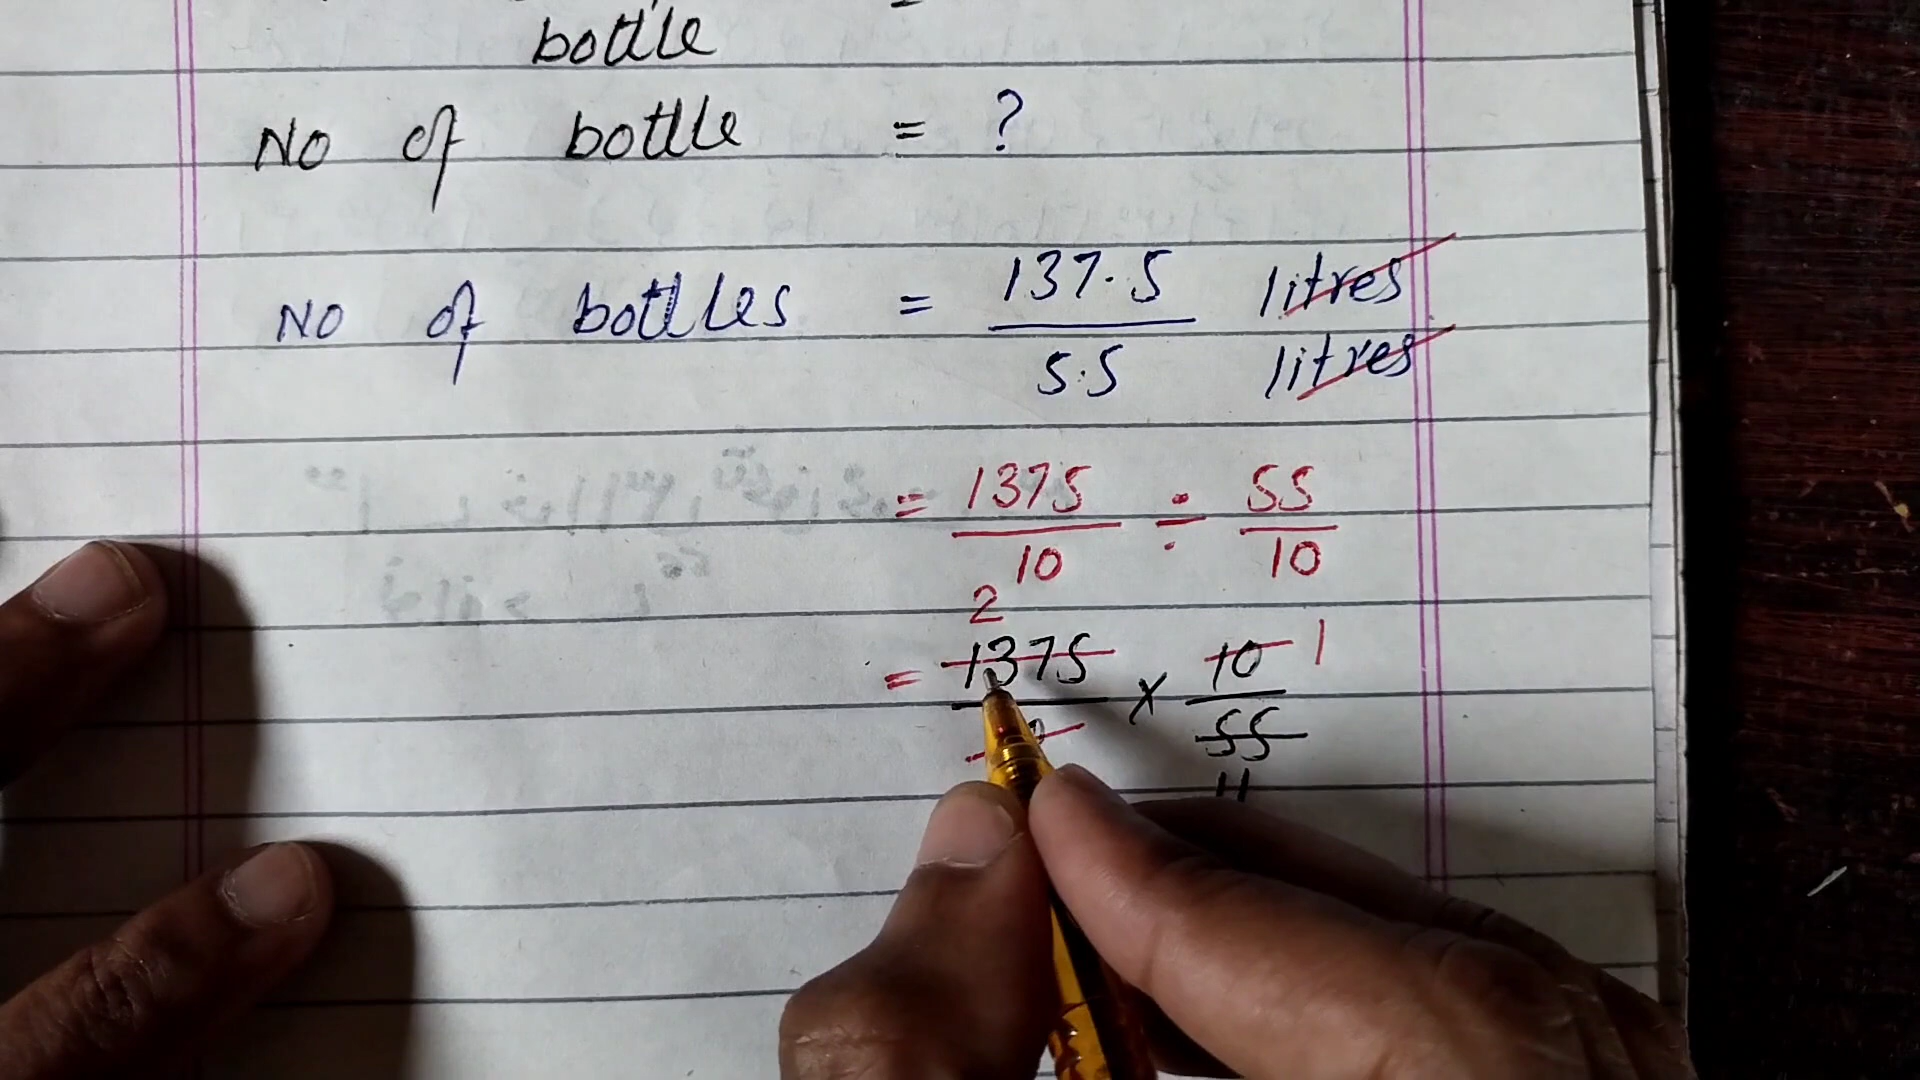 bottle =
No of bottle = ?
No of bottles = 137.5 litres
5.5 litres
= 1375 ÷ 55
10 10
2
= 1375 × 10 1
55
11